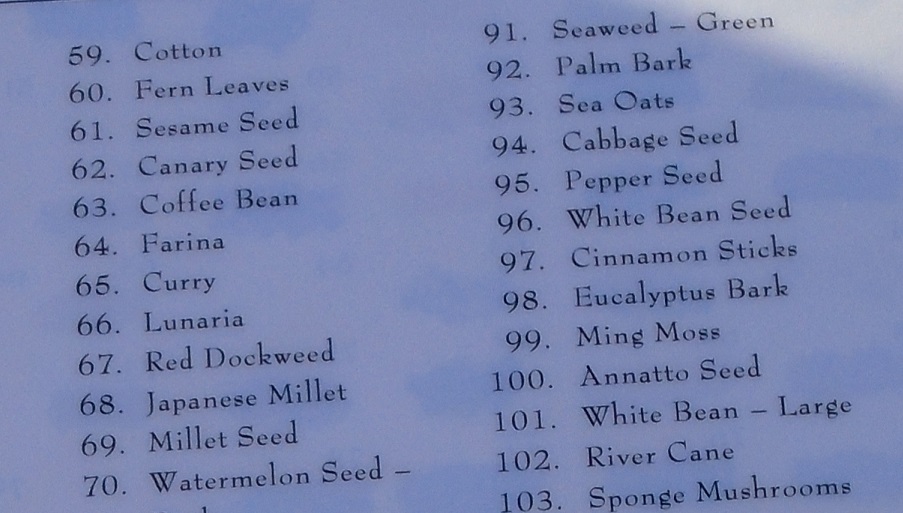 59. Cotton
60. Fern Leaves
61. Sesame Seed
62. Canary Seed
63. Coffee Bean
64. Farina
65. Curry
66. Lunaria
67. Red Dockweed
68. Japanese Millet
69. Millet Seed
70. Watermelon Seed –
91. Seaweed – Green
92. Palm Bark
93. Sea Oats
94. Cabbage Seed
95. Pepper Seed
96. White Bean Seed
97. Cinnamon Sticks
98. Eucalyptus Bark
99. Ming Moss
100. Annatto Seed
101. White Bean – Large
102. River Cane
103. Sponge Mushrooms